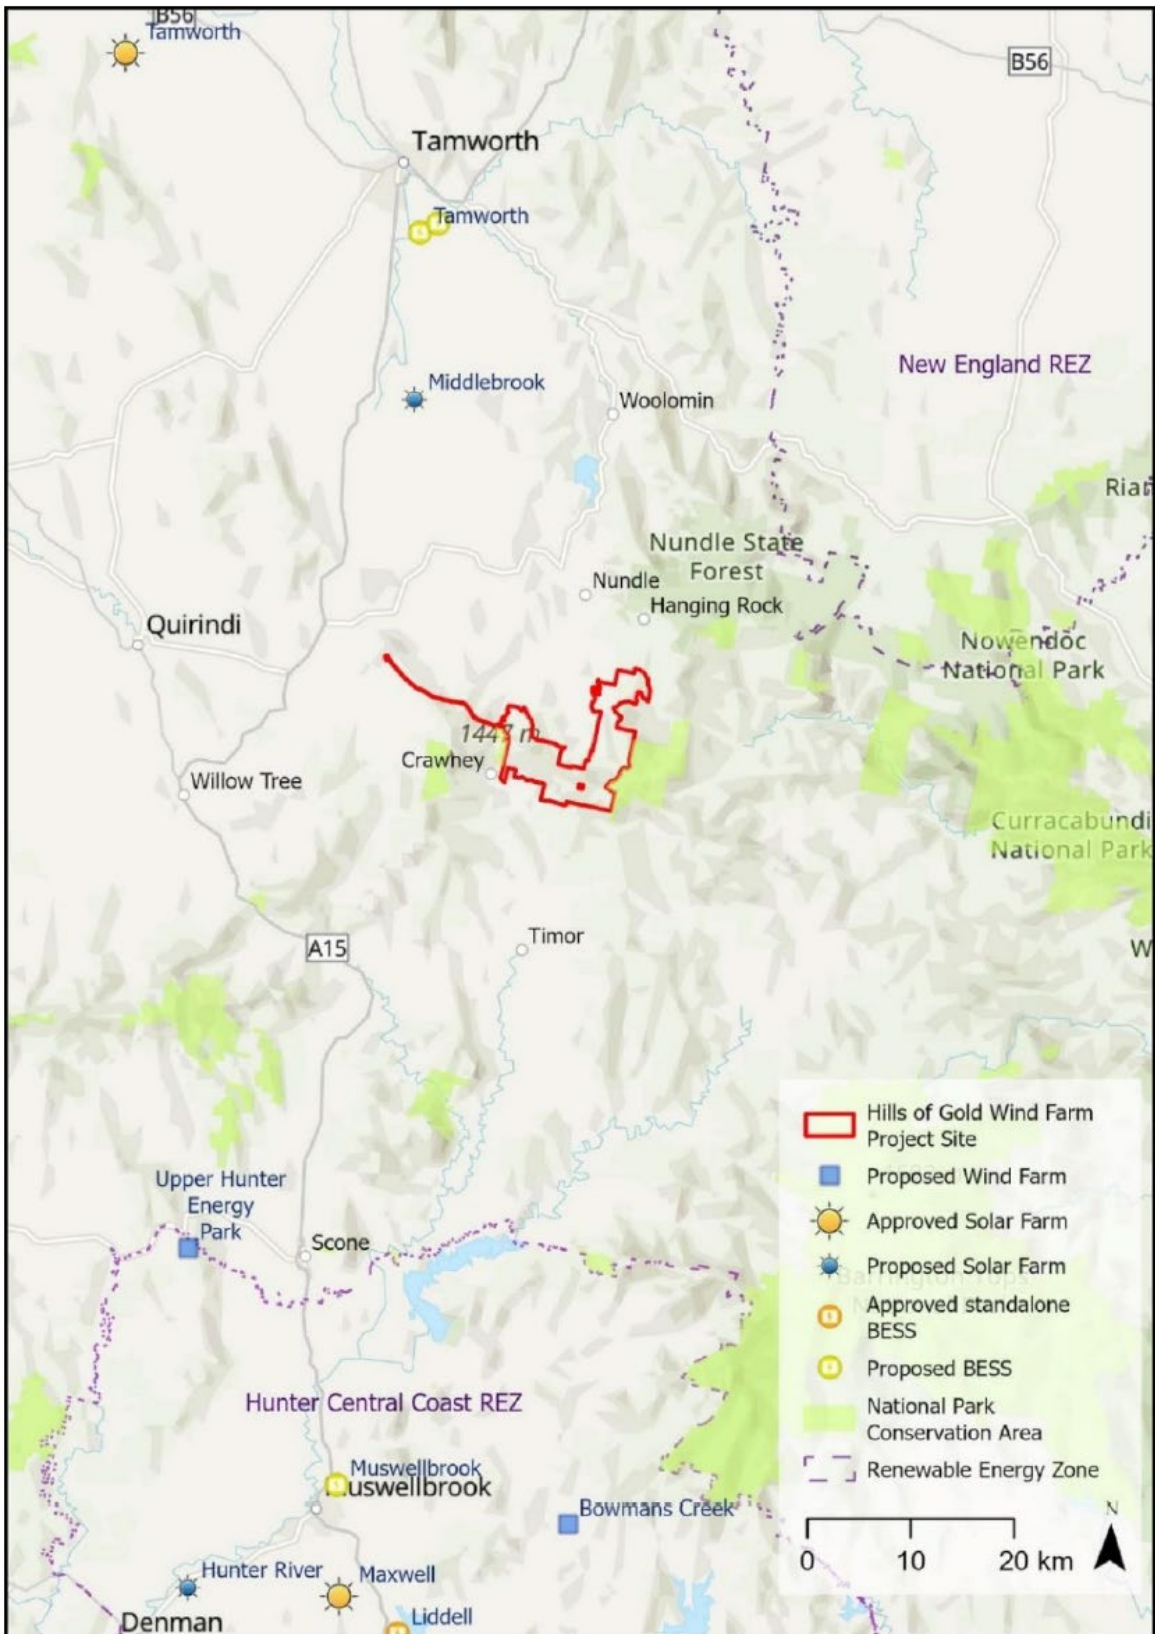 B56
Tamworth
B56
Tamworth
Tamworth
New England REZ
Middlebrook
Woolomin
Nundle State
Forest
Nundle
Hanging Rock
Quirindi
Nowendoc
National Park
1447 m
Crawney
Willow Tree
Curracabundi
National Park
Timor
A15
W
Hills of Gold Wind Farm
Project Site
Upper Hunter
Energy
Park
Proposed Wind Farm
Approved Solar Farm
Scone
Proposed Solar Farm
Approved standalone
BESS
Proposed BESS
Hunter Central Coast REZ
National Park
Conservation Area
Renewable Energy Zone
Muswellbrook
Muswellbrook
Bowmans Creek
N
0 10 20 km
Hunter River
Maxwell
Liddell
Denman